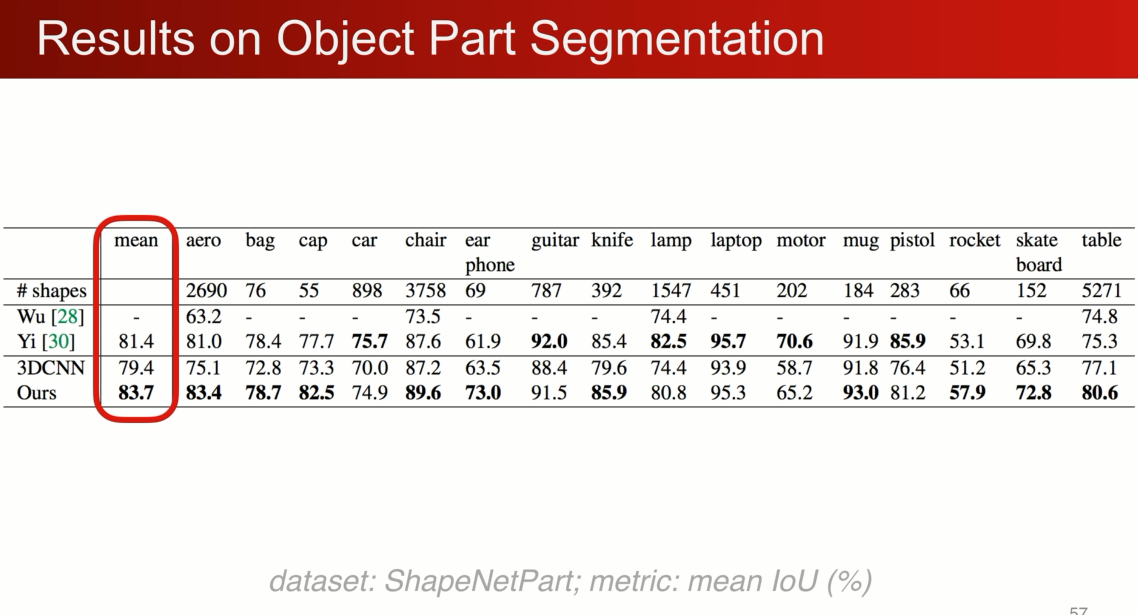 Results on Object Part Segmentation
mean aero bag cap car chair ear guitar knife lamp laptop motor mug pistol rocket skate table
phone board
# shapes 2690 76 55 898 3758 69 787 392 1547 451 202 184 283 66 152 5271
Wu [28] - 63.2 - - - 73.5 - - - 74.4 - - - - - - 74.8
Yi [30] 81.4 81.0 78.4 77.7 75.7 87.6 61.9 92.0 85.4 82.5 95.7 70.6 91.9 85.9 53.1 69.8 75.3
3DCNN 79.4 75.1 72.8 73.3 70.0 87.2 63.5 88.4 79.6 74.4 93.9 58.7 91.8 76.4 51.2 65.3 77.1
Ours 83.7 83.4 78.7 82.5 74.9 89.6 73.0 91.5 85.9 80.8 95.3 65.2 93.0 81.2 57.9 72.8 80.6
dataset: ShapeNetPart; metric: mean IoU (%)
57